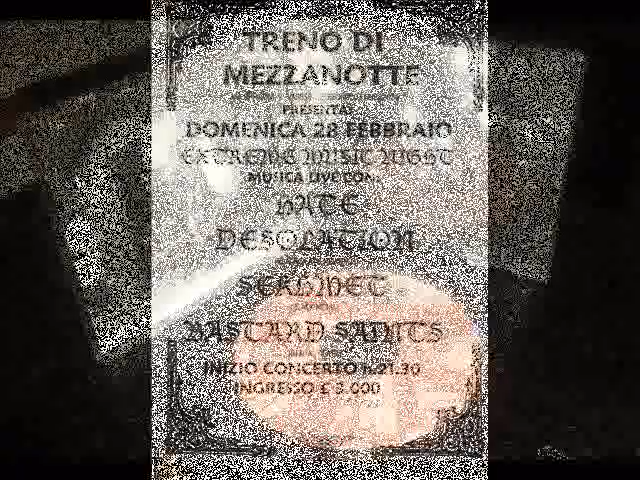 TRENO DI
MEZZANOTTE
PRESENTA:
DOMENICA 28 FEBBRAIO
EXTREME MUSIC NIGHT
MUSICA LIVE CON:
HATE
DESOLATION
SEKHMET
BASTARD SAINTS
INIZIO CONCERTO h.21.30
INGRESSO £ 5.000